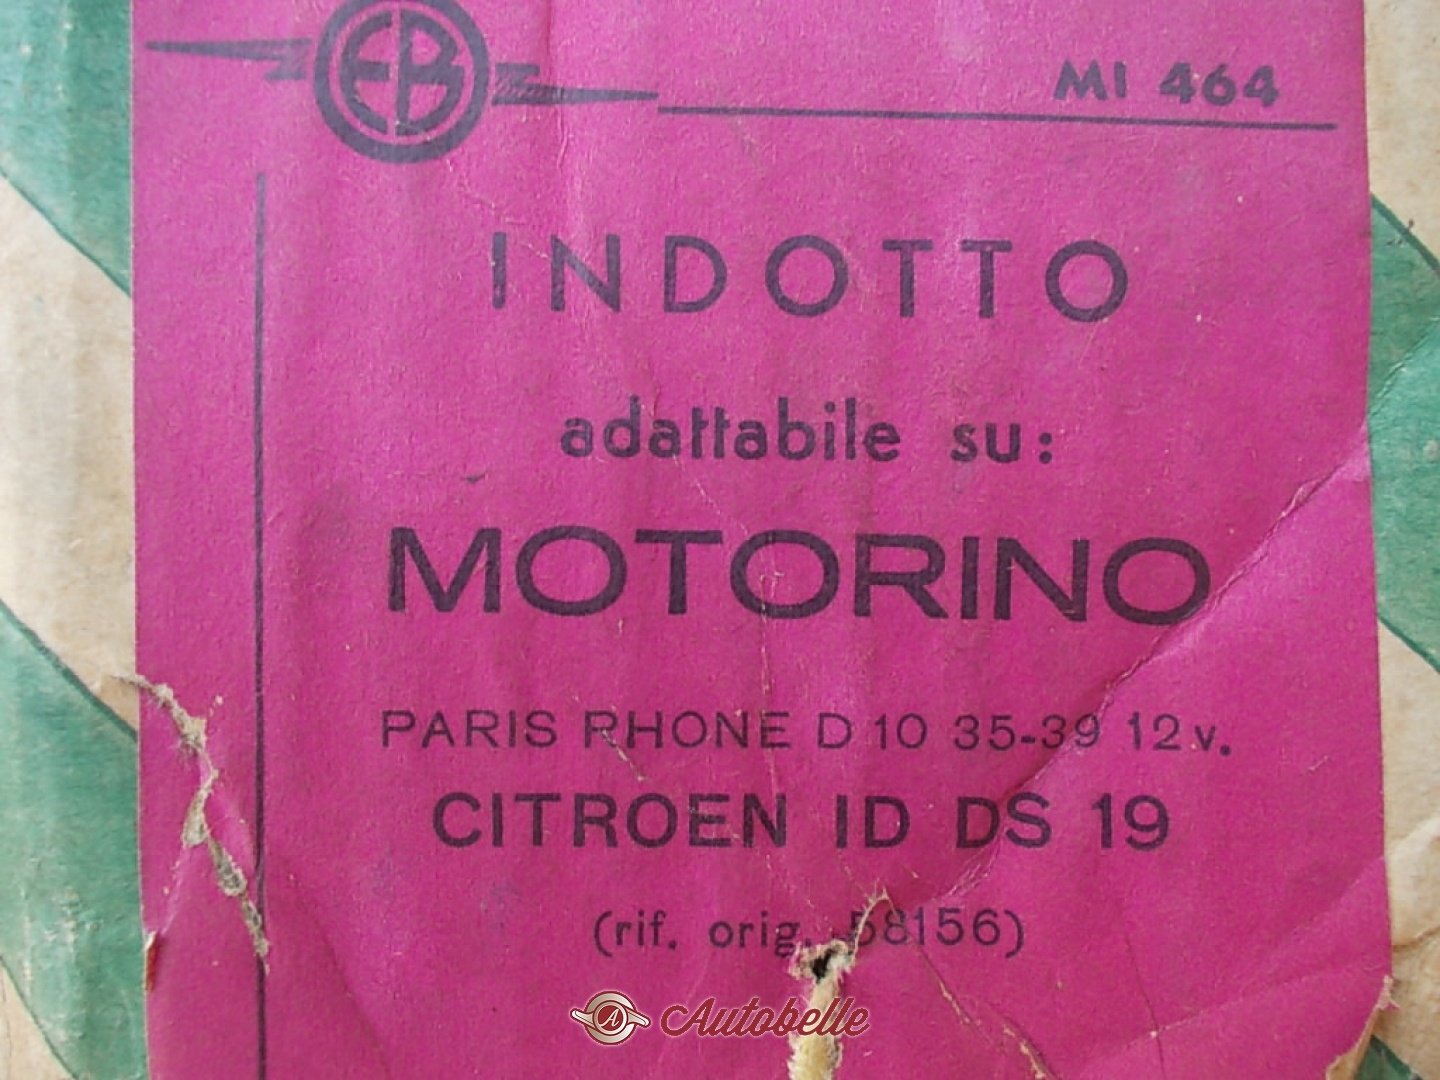 EB
MI 464
INDOTTO
adattabile su:
MOTORINO
PARIS RHONE D 10 35-39 12 v.
CITROEN ID DS 19
(rif. orig. 58156)
A Autobelle